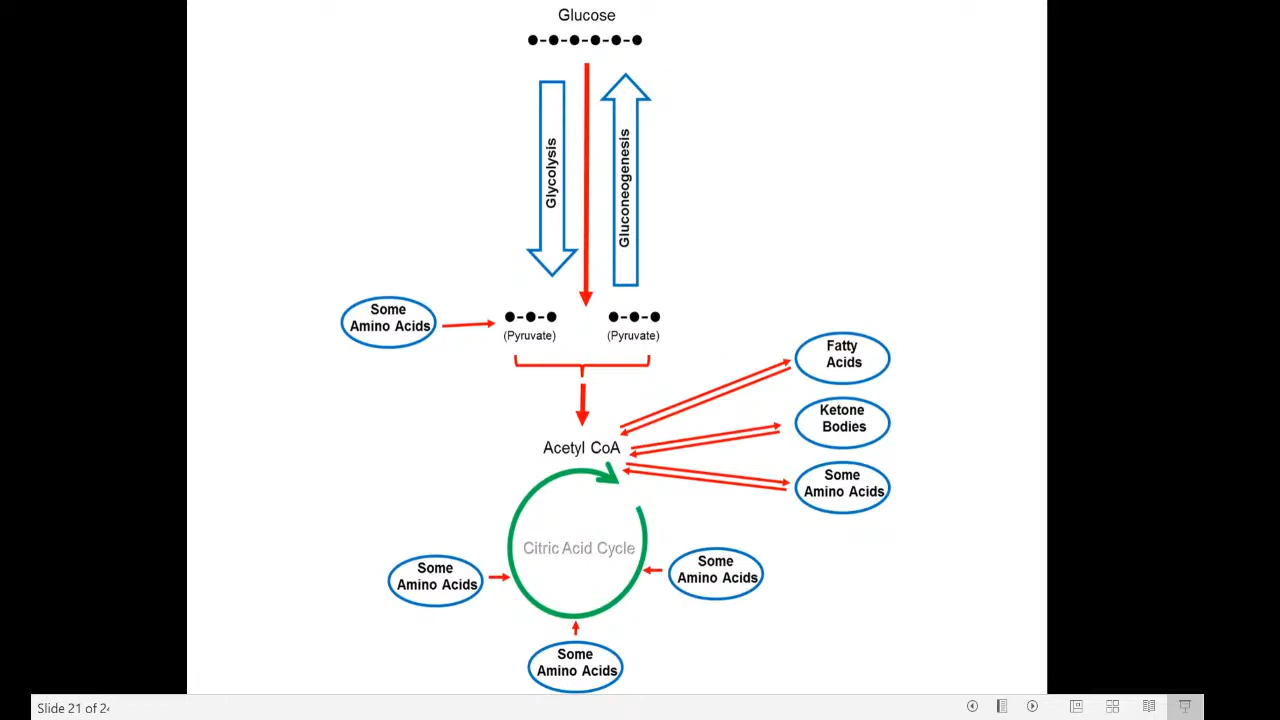 Glucose
Glycolysis
Gluconeogenesis
Some
Amino Acids
(Pyruvate)
(Pyruvate)
Fatty
Acids
Ketone
Bodies
Acetyl CoA
Some
Amino Acids
Citric Acid Cycle
Some
Amino Acids
Some
Amino Acids
Some
Amino Acids
Slide 21 of 24